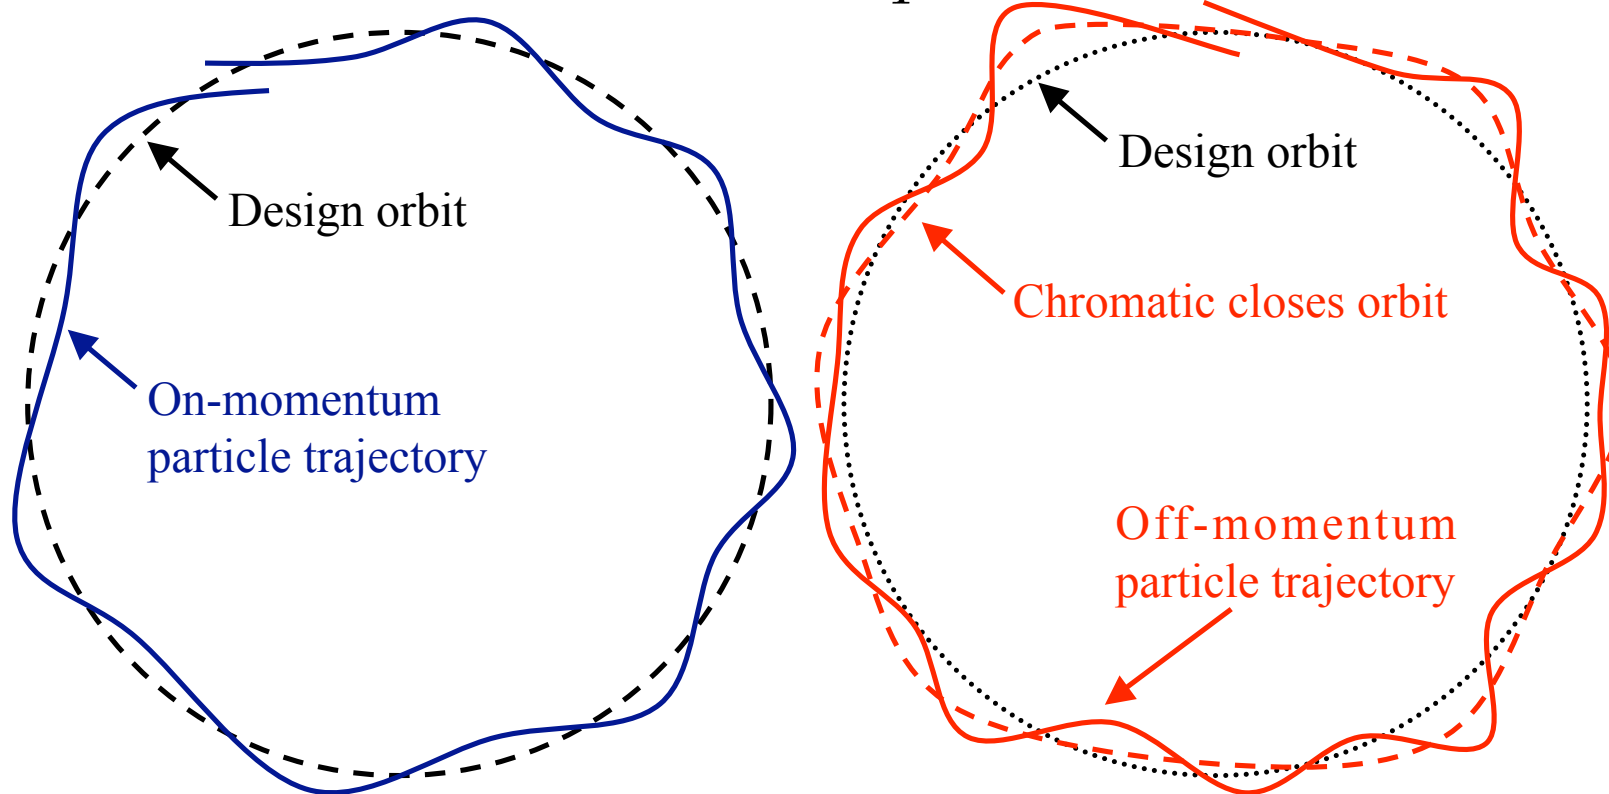 Design orbit
On-momentum
particle trajectory
Design orbit
Chromatic closes orbit
Off-momentum
particle trajectory